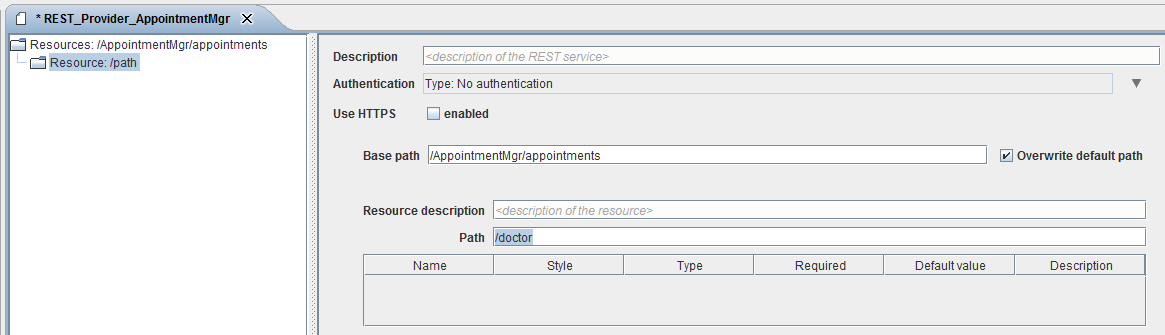 * REST_Provider_AppointmentMgr
Resources: /AppointmentMgr/appointments
Resource: /path
Description <description of the REST service>
Authentication Type: No authentication
Use HTTPS enabled
Base path /AppointmentMgr/appointments Overwrite default path
Resource description <description of the resource>
Path /doctor
Name Style Type Required Default value Description